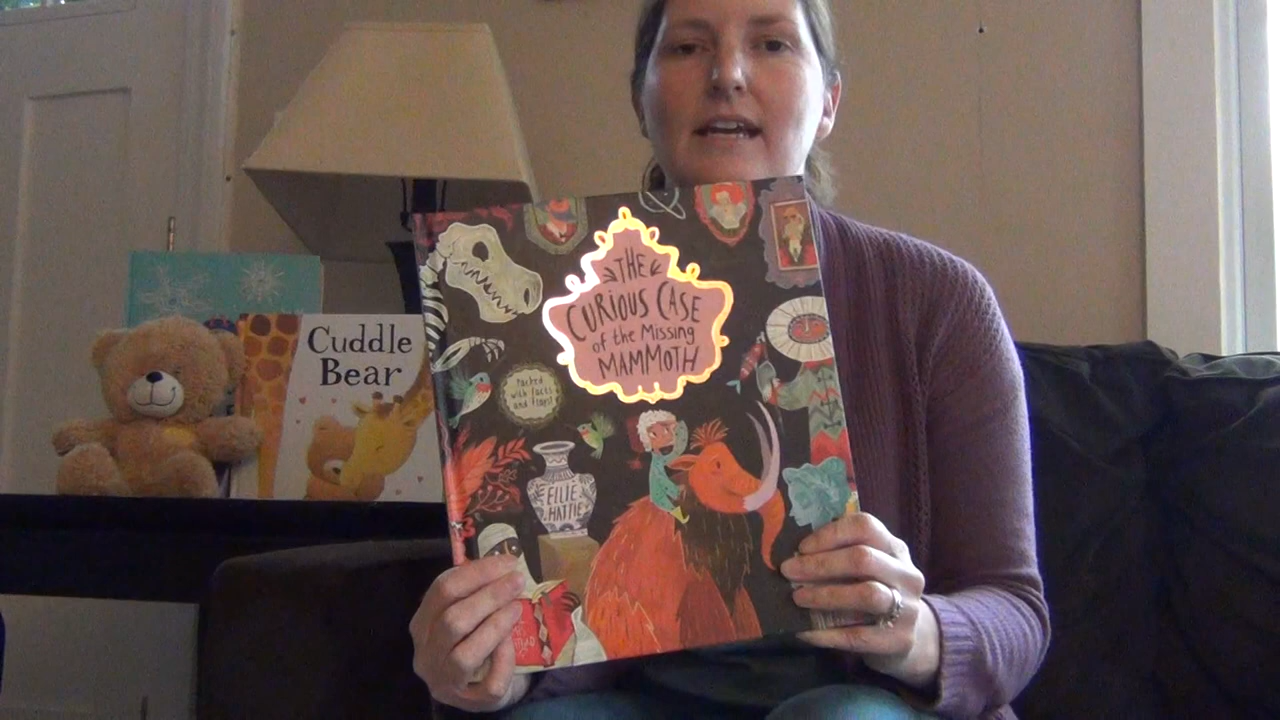 THE
CURIOUS CASE
of the Missing
MAMMOTH
packed
with facts
and flaps!
ELLIE
HATTIE
Cuddle
Bear